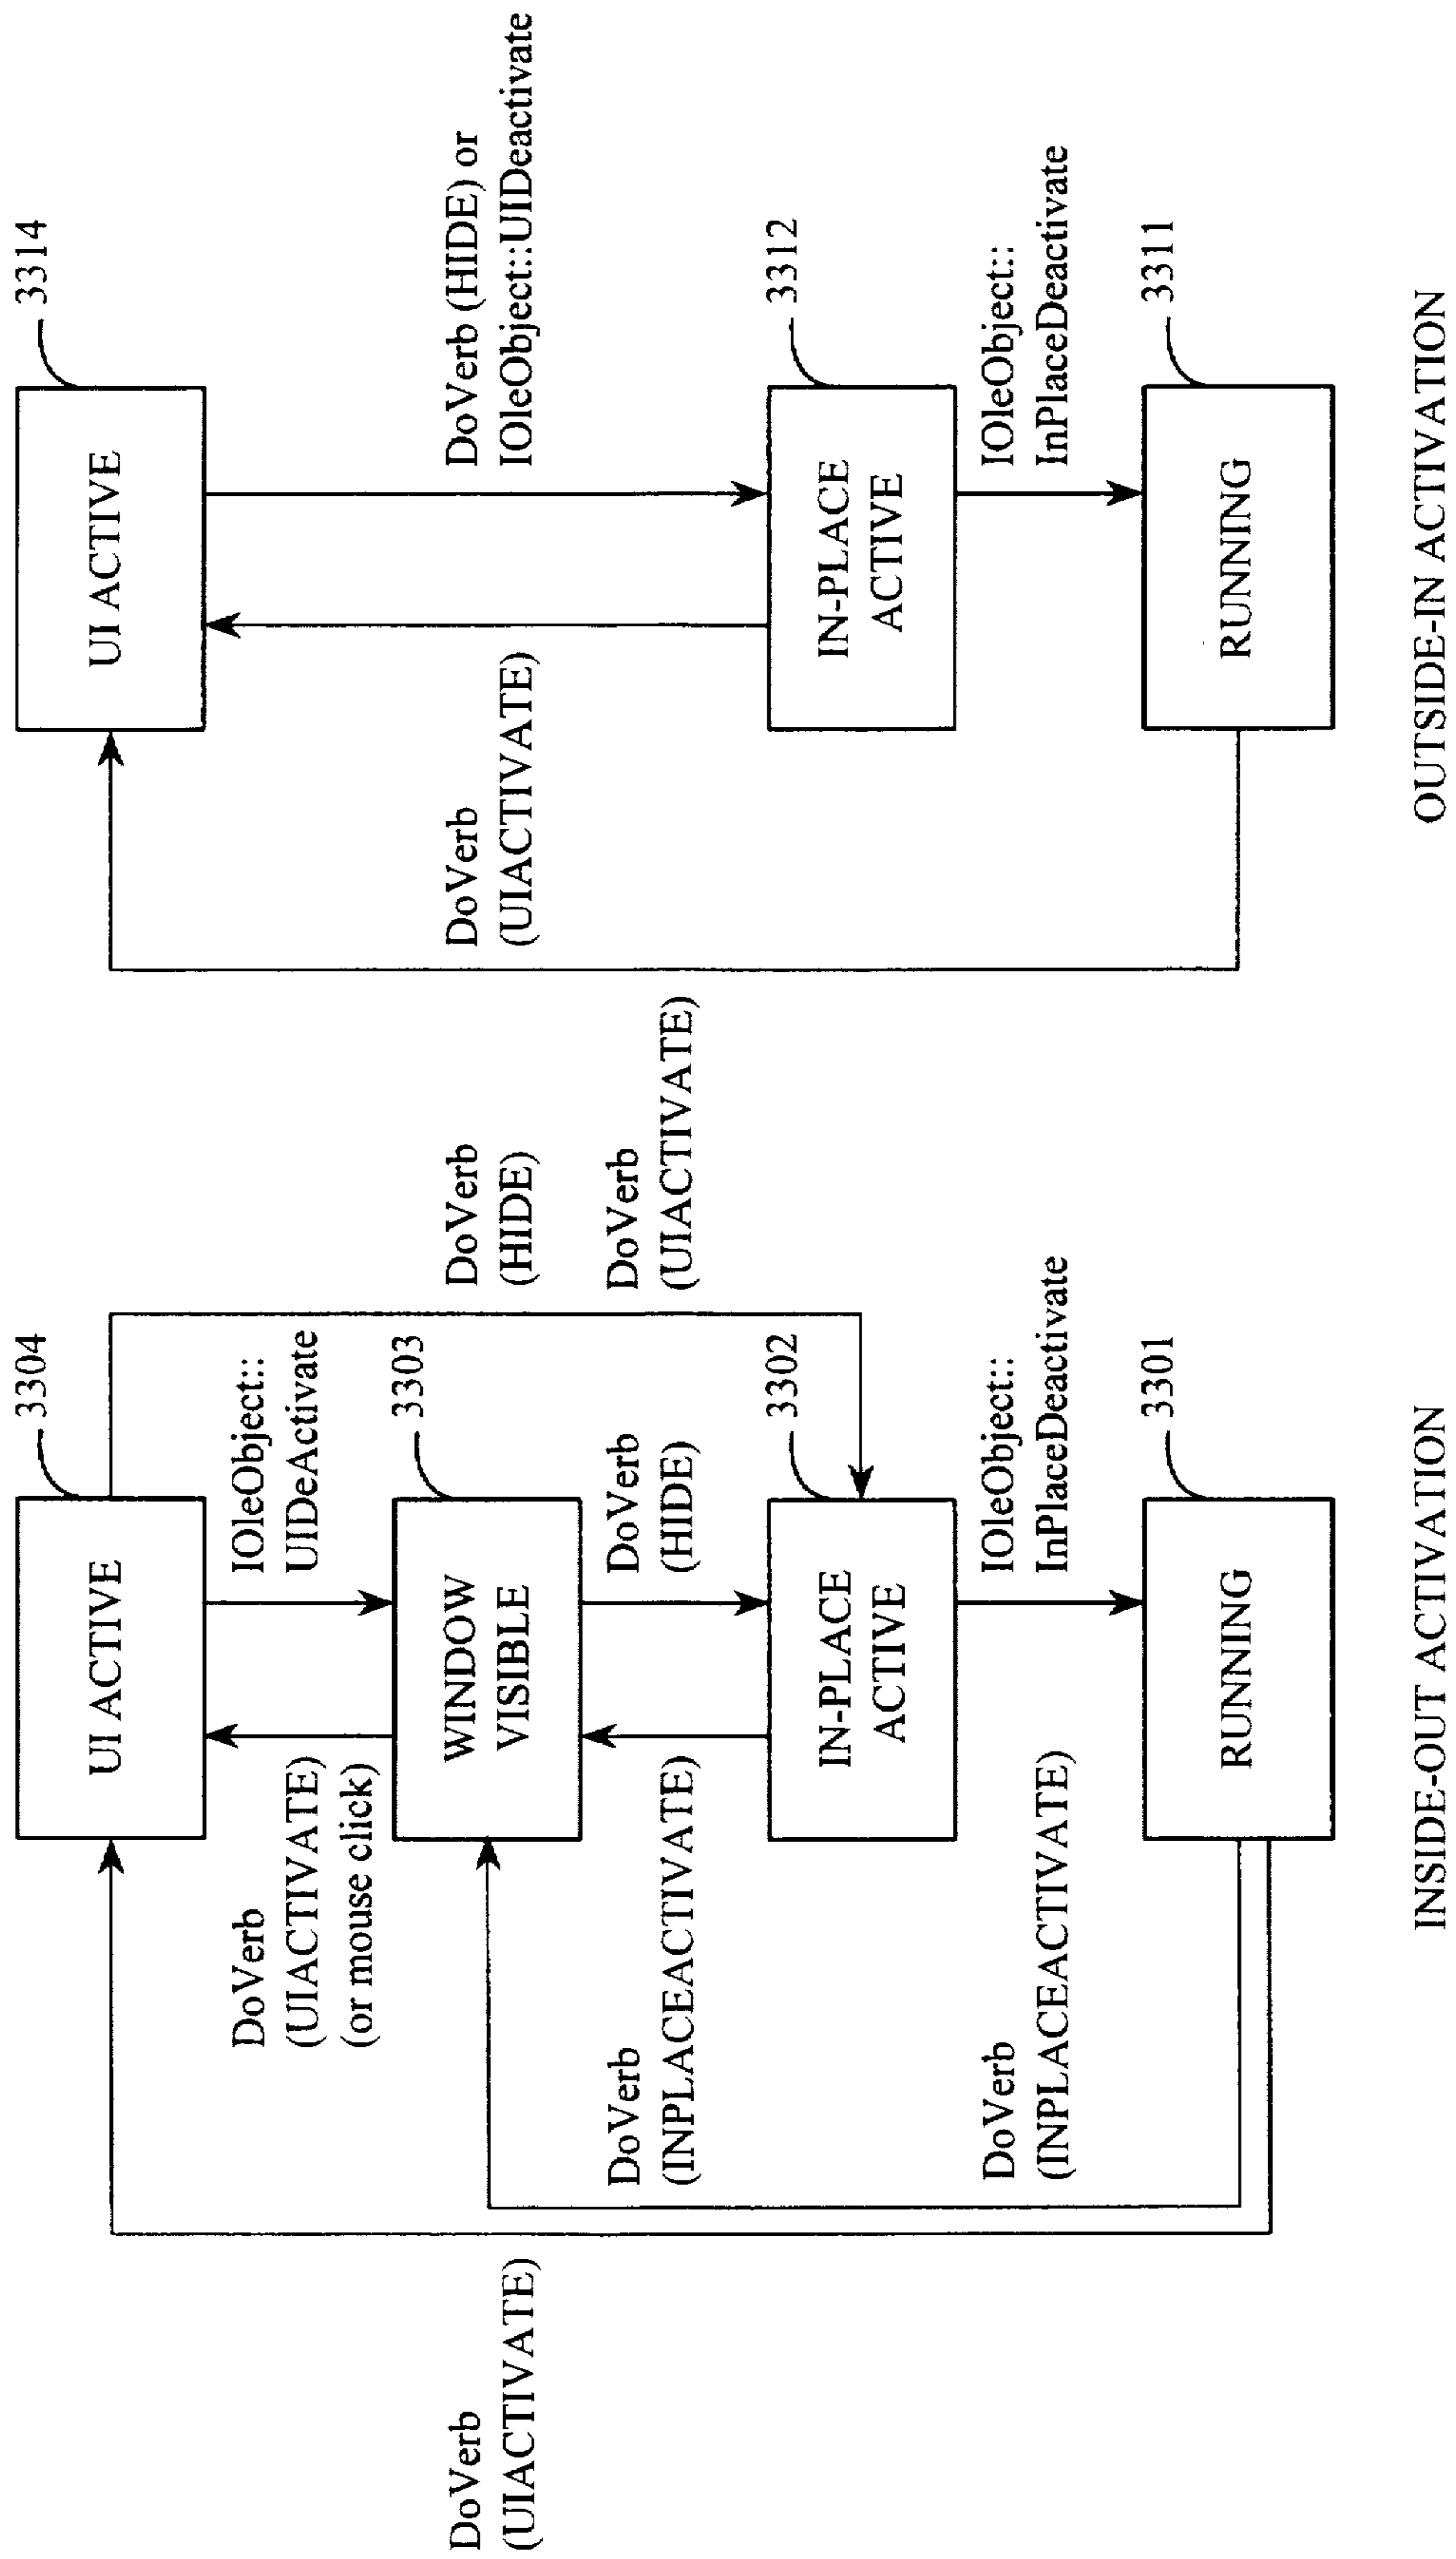 3304
UI ACTIVE
IOleObject::
UIDeActivate
DoVerb
(UIACTIVATE)
(or mouse click)
3303
WINDOW
VISIBLE
DoVerb
(UIACTIVATE)
DoVerb
(HIDE)
DoVerb
(HIDE)
DoVerb
(UIACTIVATE)
DoVerb
(INPLACEACTIVATE)
3302
IN-PLACE
ACTIVE
IOleObject::
InPlaceDeactivate
DoVerb
(INPLACEACTIVATE)
3301
RUNNING
INSIDE-OUT ACTIVATION
3314
UI ACTIVE
DoVerb (HIDE) or
IOleObject::UIDeactivate
DoVerb
(UIACTIVATE)
3312
IN-PLACE
ACTIVE
IOleObject::
InPlaceDeactivate
3311
RUNNING
OUTSIDE-IN ACTIVATION